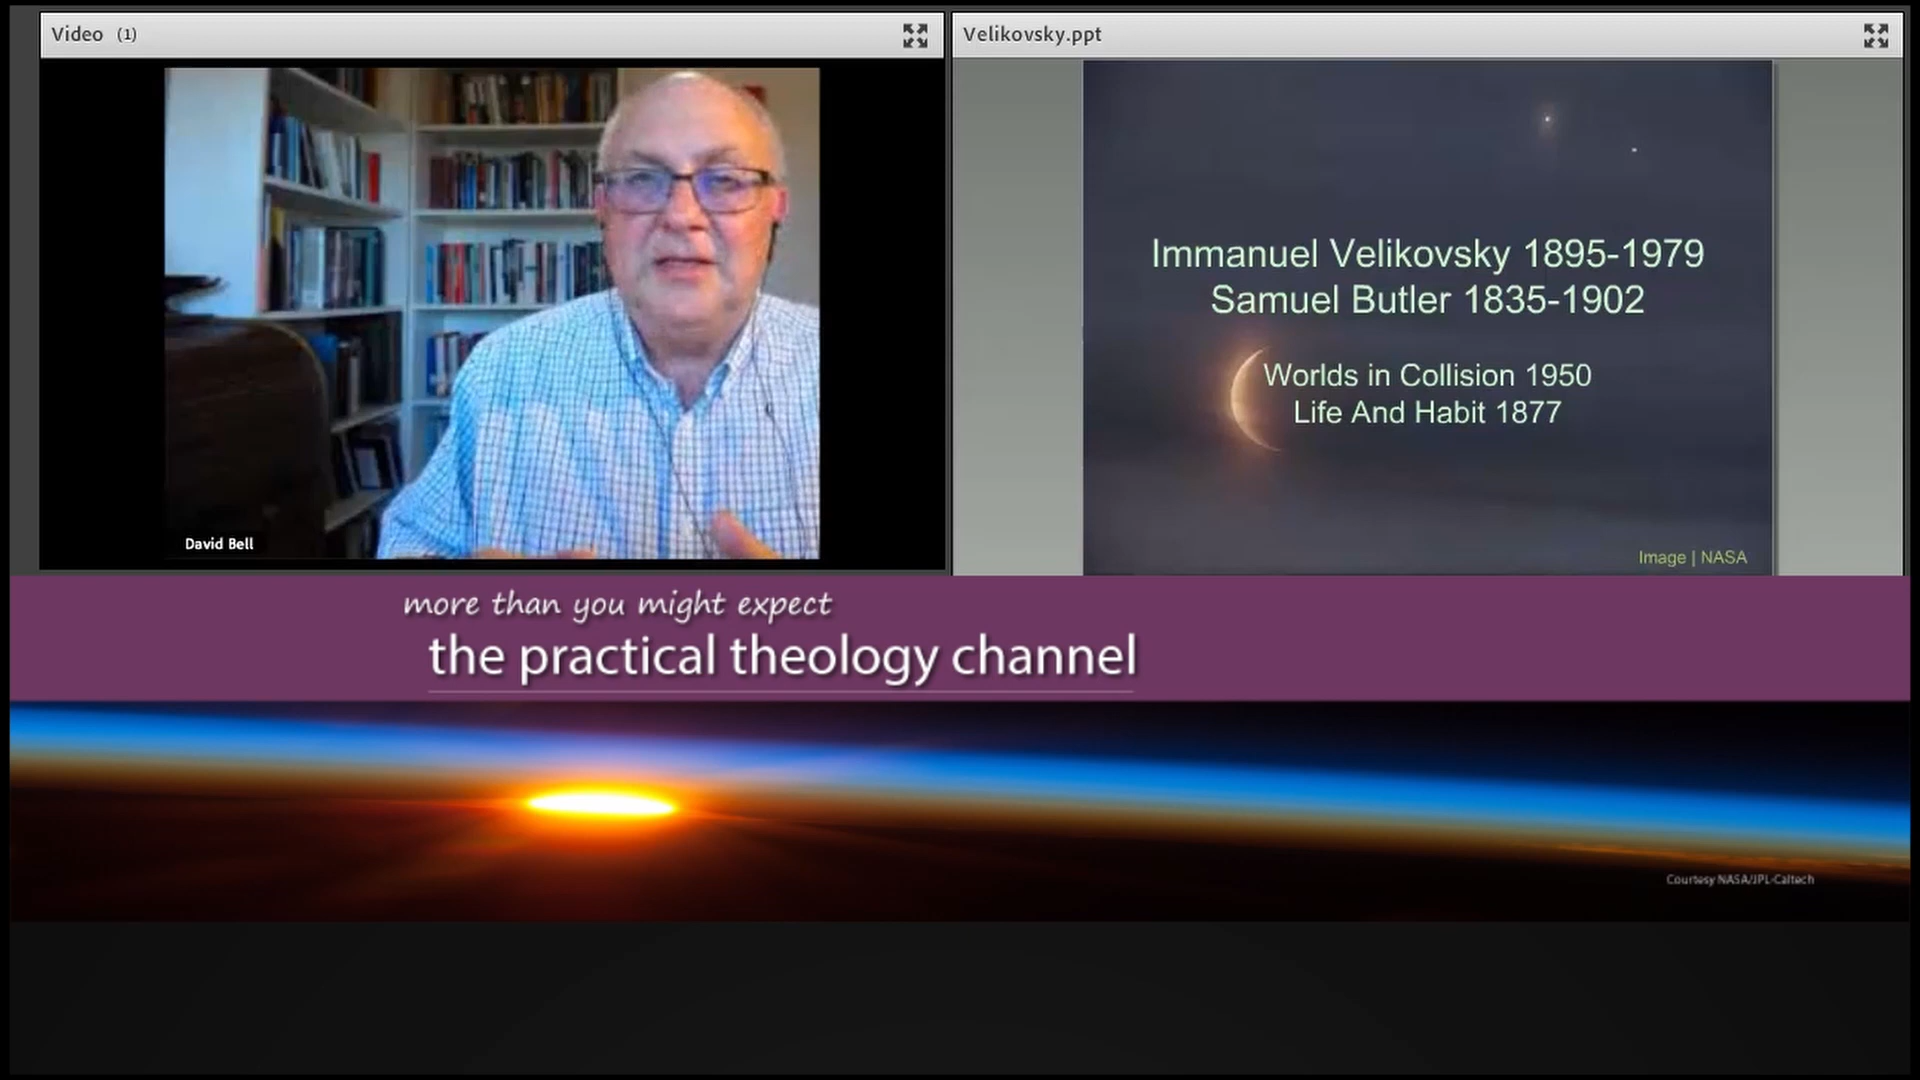 Video (1)
David Bell
Velikovsky.ppt
Immanuel Velikovsky 1895-1979
Samuel Butler 1835-1902
Worlds in Collision 1950
Life And Habit 1877
Image | NASA
more than you might expect
the practical theology channel
Courtesy NASA/JPL-Caltech